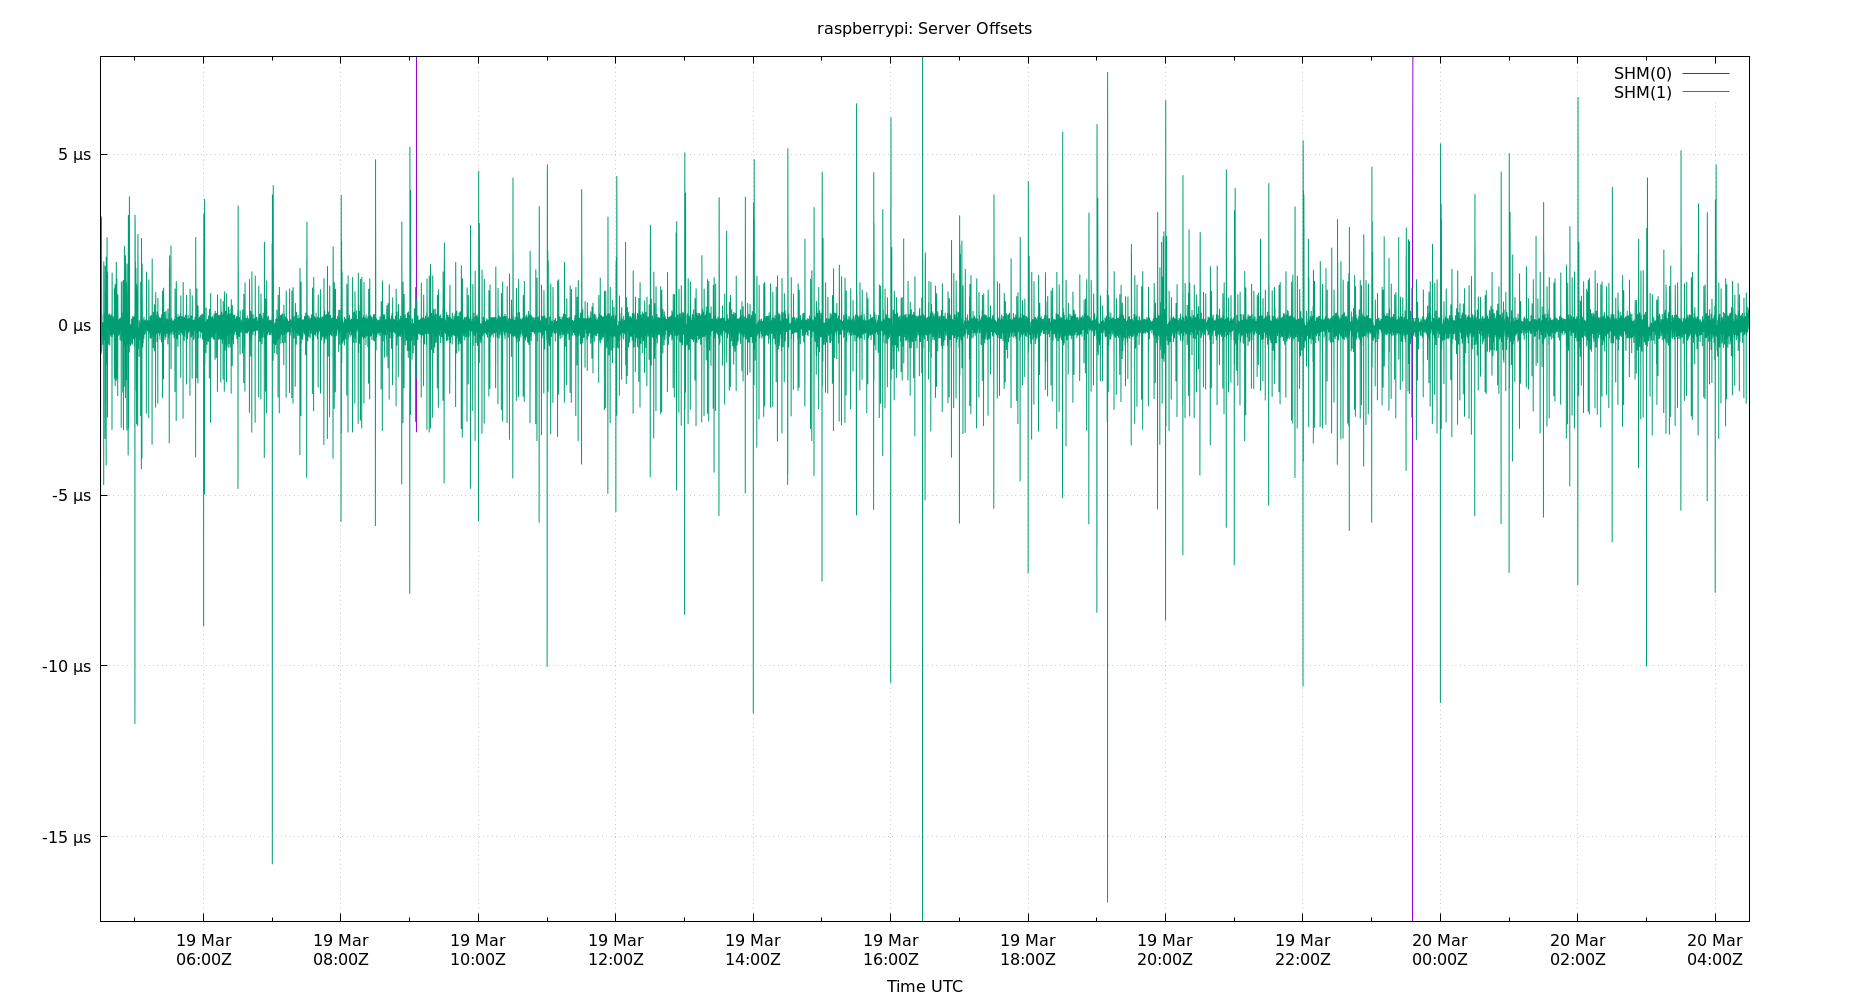 raspberrypi: Server Offsets
SHM(0)
SHM(1)
5 µs
0 µs
-5 µs
-10 µs
-15 µs
19 Mar 19 Mar 19 Mar 19 Mar 19 Mar 19 Mar 19 Mar 19 Mar 19 Mar 20 Mar 20 Mar 20 Mar
06:00Z 08:00Z 10:00Z 12:00Z 14:00Z 16:00Z 18:00Z 20:00Z 22:00Z 00:00Z 02:00Z 04:00Z
Time UTC